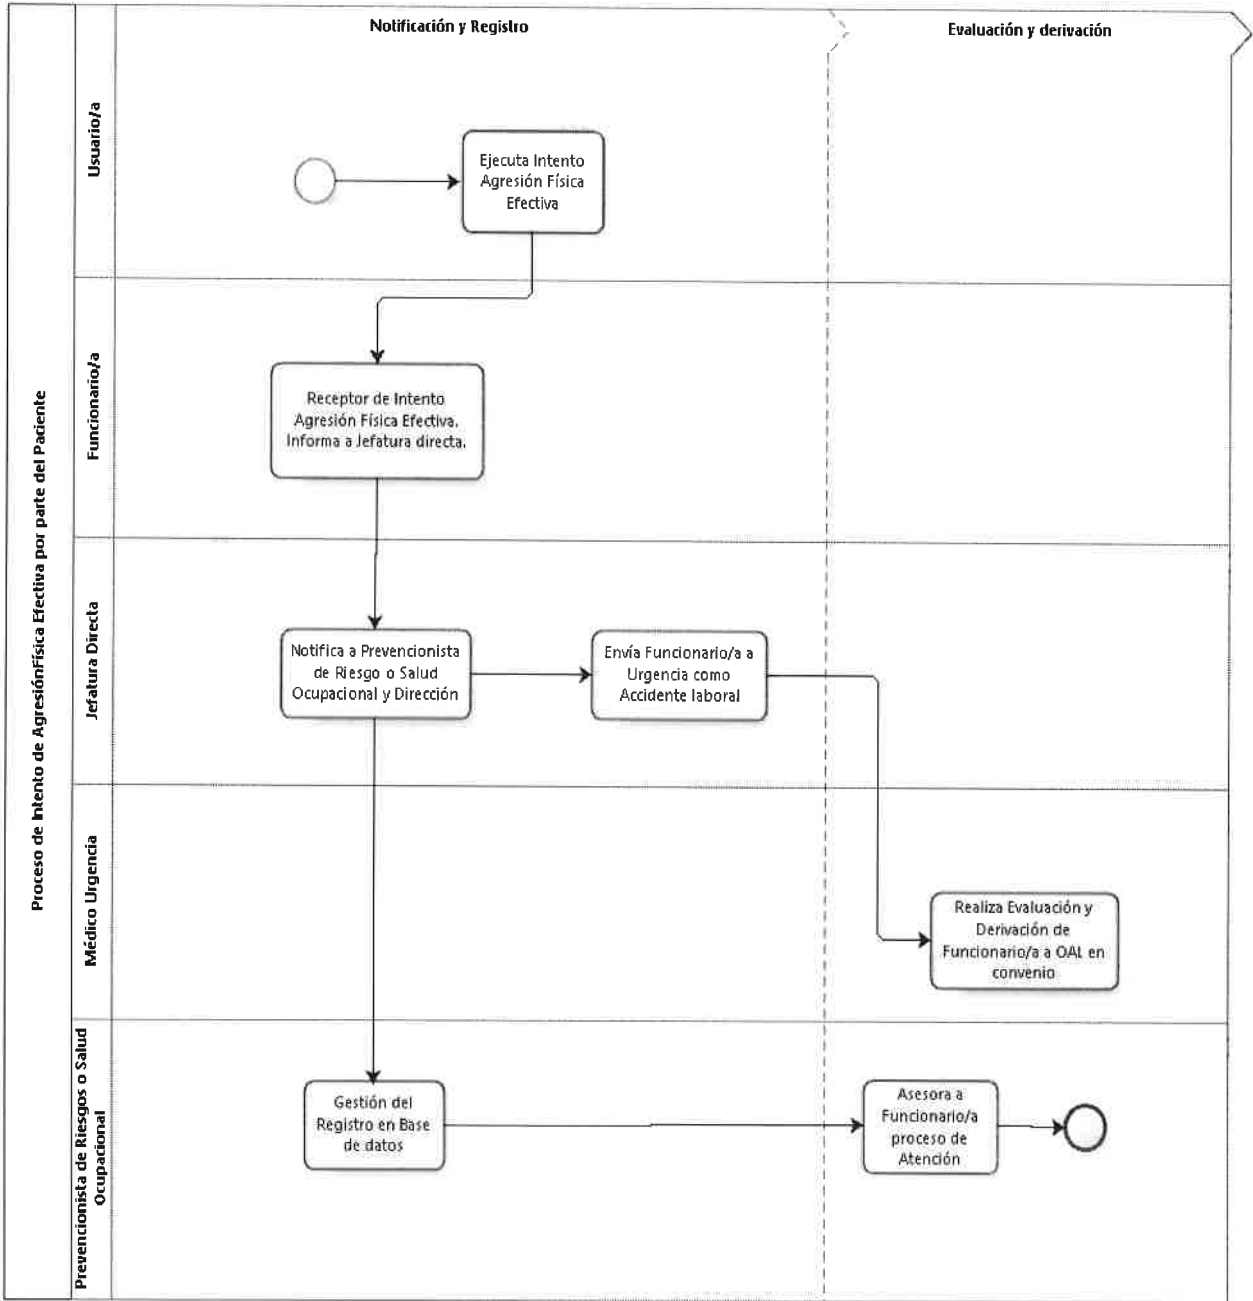 Notificación y Registro
Evaluación y derivación
Proceso de Intento de AgresiónFísica Efectiva por parte del Paciente
Usuario/a
Ejecuta Intento
Agresión Física
Efectiva
Funcionario/a
Receptor de Intento
Agresión Física Efectiva.
Informa a Jefatura directa.
Jefatura Directa
Notifica a Prevencionista
de Riesgo o Salud
Ocupacional y Dirección
Envía Funcionario/a a
Urgencia como
Accidente laboral
Médico Urgencia
Realiza Evaluación y
Derivación de
Funcionario/a a OAL en
convenio
Prevencionista de Riesgos o Salud
Ocupacional
Gestión del
Registro en Base
de datos
Asesora a
Funcionario/a
proceso de
Atención